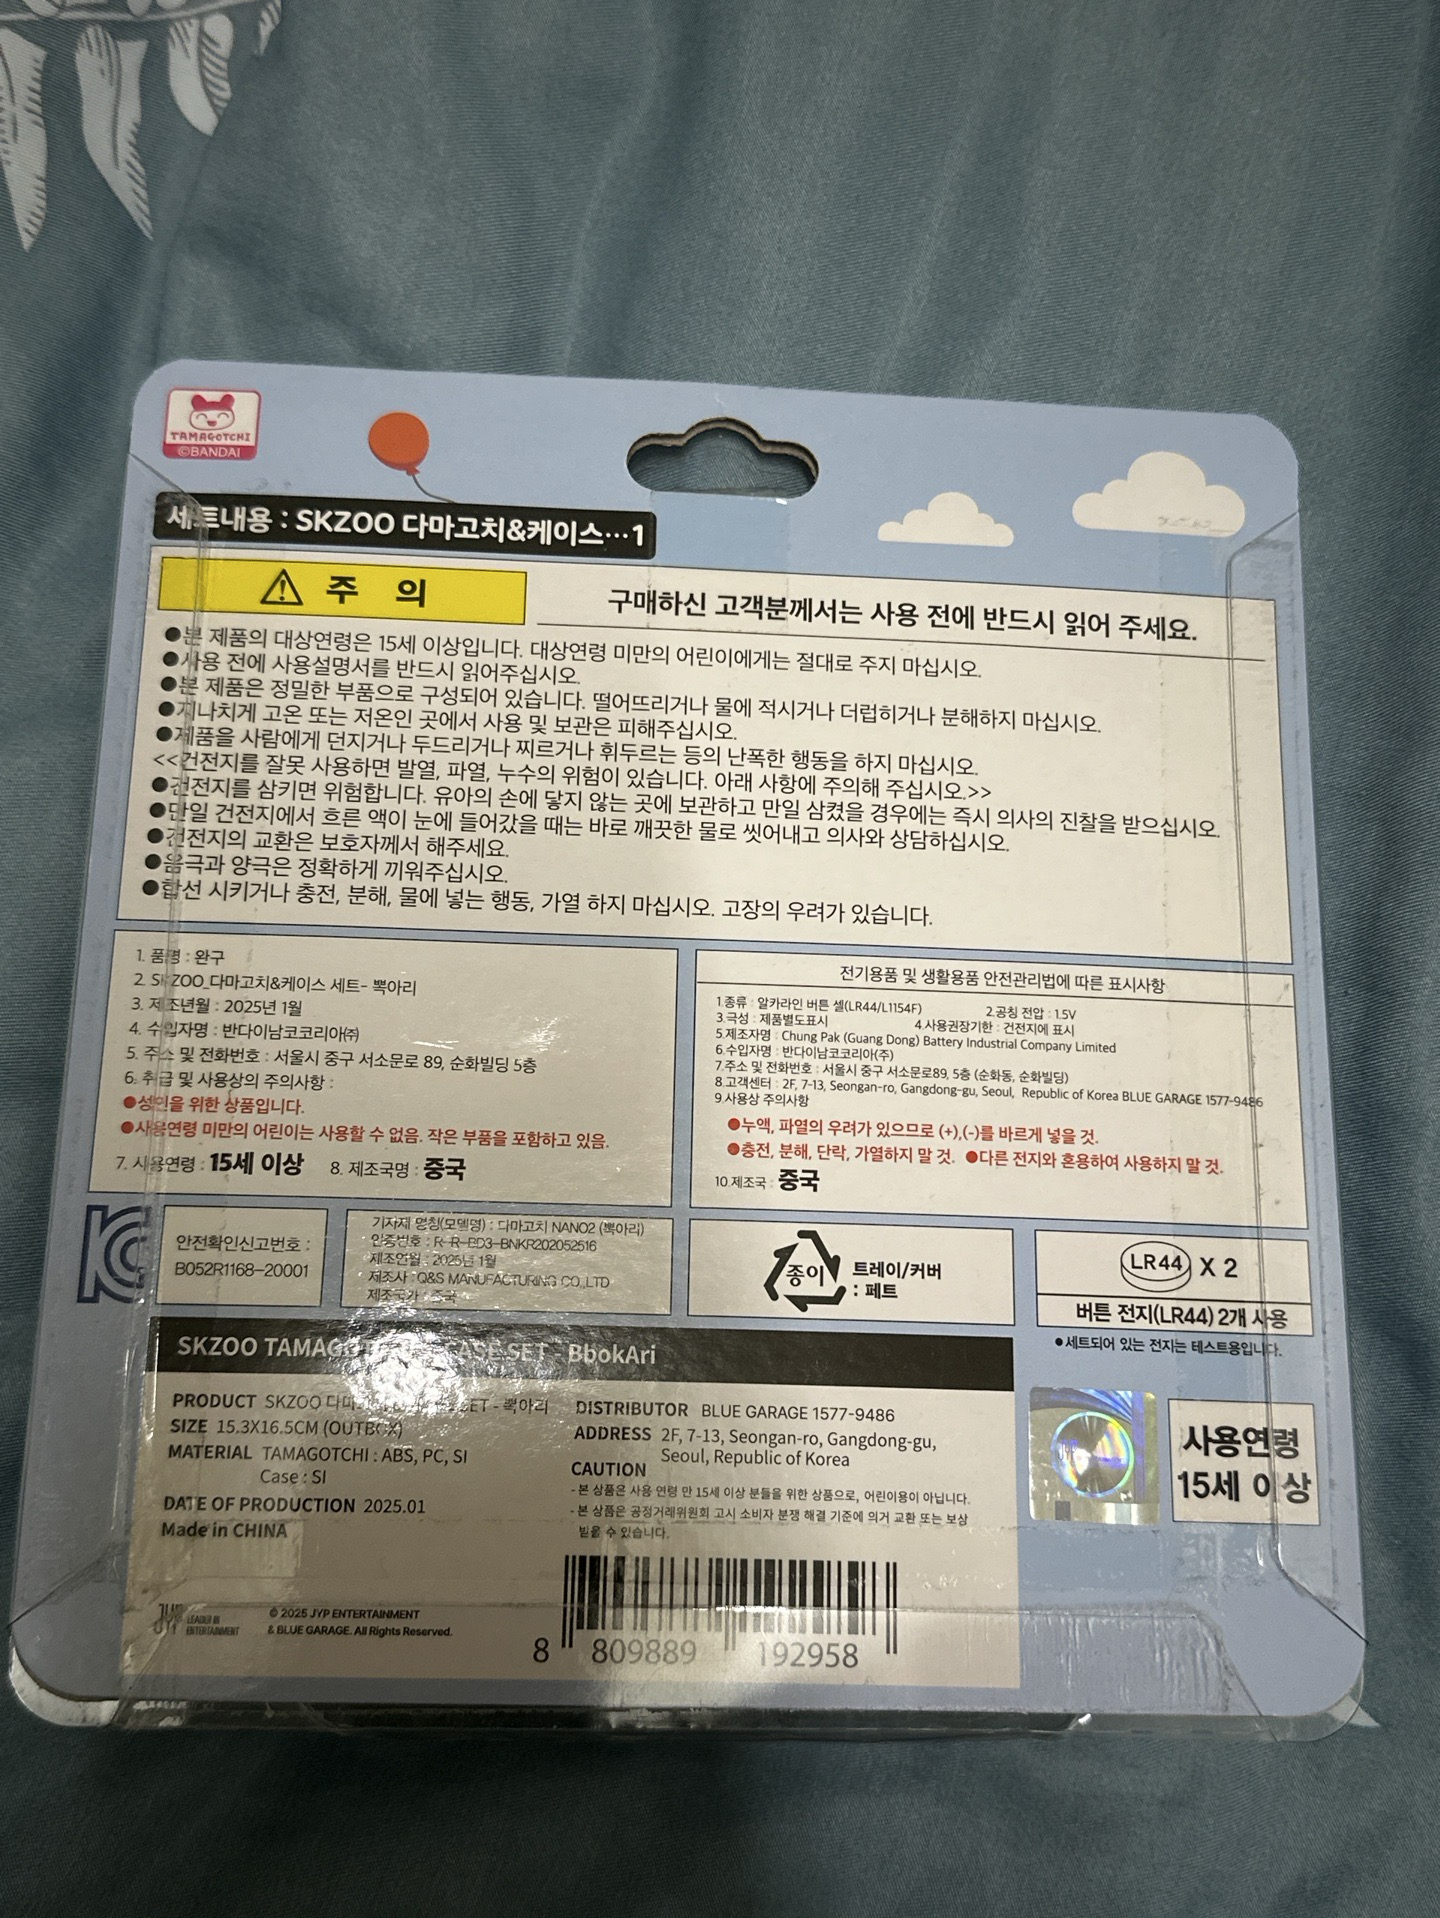 TAMAGOTCHI
©BANDAI
세트내용 : SKZOO 다마고치&케이스…1
주 의
구매하신 고객분께서는 사용 전에 반드시 읽어 주세요.
●본 제품의 대상연령은 15세 이상입니다. 대상연령 미만의 어린이에게는 절대로 주지 마십시오.
●사용 전에 사용설명서를 반드시 읽어주십시오.
●본 제품은 정밀한 부품으로 구성되어 있습니다. 떨어뜨리거나 물에 적시거나 더럽히거나 분해하지 마십시오.
●지나치게 고온 또는 저온인 곳에서 사용 및 보관은 피해주십시오.
●제품을 사람에게 던지거나 두드리거나 찌르거나 휘두르는 등의 난폭한 행동을 하지 마십시오.
<<건전지를 잘못 사용하면 발열, 파열, 누수의 위험이 있습니다. 아래 사항에 주의해 주십시오.>>
●건전지를 삼키면 위험합니다. 유아의 손에 닿지 않는 곳에 보관하고 만일 삼켰을 경우에는 즉시 의사의 진찰을 받으십시오.
●만일 건전지에서 흐른 액이 눈에 들어갔을 때는 바로 깨끗한 물로 씻어내고 의사와 상담하십시오.
●건전지의 교환은 보호자께서 해주세요.
●음극과 양극은 정확하게 끼워주십시오.
●합선 시키거나 충전, 분해, 물에 넣는 행동, 가열 하지 마십시오. 고장의 우려가 있습니다.
1. 품명 : 완구
2. SKZOO 다마고치&케이스 세트- 뽁아리
3. 제조년월 : 2025년 1월
4. 수입자명 : 반다이남코코리아㈜
5. 주소 및 전화번호 : 서울시 중구 서소문로 89, 순화빌딩 5층
6. 취급 및 사용상의 주의사항 :
●성인을 위한 상품입니다.
●사용연령 미만의 어린이는 사용할 수 없음. 작은 부품을 포함하고 있음.
7. 사용연령 : 15세 이상 8. 제조국명 : 중국
전기용품 및 생활용품 안전관리법에 따른 표시사항
1.종류 : 알카라인 버튼 셀(LR44/L1154F) 2.공칭 전압 : 1.5V
3.극성 : 제품별도표시 4.사용권장기한 : 건전지에 표시
5.제조자명 : Chung Pak (Guang Dong) Battery Industrial Company Limited
6.수입자명 : 반다이남코코리아(주)
7.주소 및 전화번호 : 서울시 중구 서소문로89, 5층 (순화동, 순화빌딩)
8.고객센터 : 2F, 7-13, Seongan-ro, Gangdong-gu, Seoul, Republic of Korea BLUE GARAGE 1577-9486
9.사용상 주의사항
●누액, 파열의 우려가 있으므로 (+),(-)를 바르게 넣을 것.
●충전, 분해, 단락, 가열하지 말 것. ●다른 전지와 혼용하여 사용하지 말 것.
10.제조국 : 중국
안전확인신고번호 :
B052R1168-20001
기자재 명칭(모델명) : 다마고치 NANO2 (뽁아리)
인증번호 : R-R-BD3-BNKR202052516
제조연월 : 2025년 1월
제조사 : Q&S MANUFACTURING CO.,LTD
제조국가 : 중국
종이
트레이/커버
: 페트
LR44 X 2
버튼 전지(LR44) 2개 사용
●세트되어 있는 전지는 테스트용입니다.
SKZOO CASE SET - BbokAri
PRODUCT SKZOO - 뽁아리
SIZE 15.3X16.5CM (OUTBOX)
MATERIAL TAMAGOTCHI : ABS, PC, SI
Case : SI
DATE OF PRODUCTION 2025.01
Made in CHINA
DISTRIBUTOR BLUE GARAGE 1577-9486
ADDRESS 2F, 7-13, Seongan-ro, Gangdong-gu,
Seoul, Republic of Korea
CAUTION
- 본 상품은 사용 연령 만 15세 이상 분들을 위한 상품으로, 어린이용이 아닙니다.
- 본 상품은 공정거래위원회 고시 소비자 분쟁 해결 기준에 의거 교환 또는 보상
받을 수 있습니다.
사용연령
15세 이상
JYP LEADER IN
ENTERTAINMENT
© 2025 JYP ENTERTAINMENT
& BLUE GARAGE. All Rights Reserved.
8 809889 192958